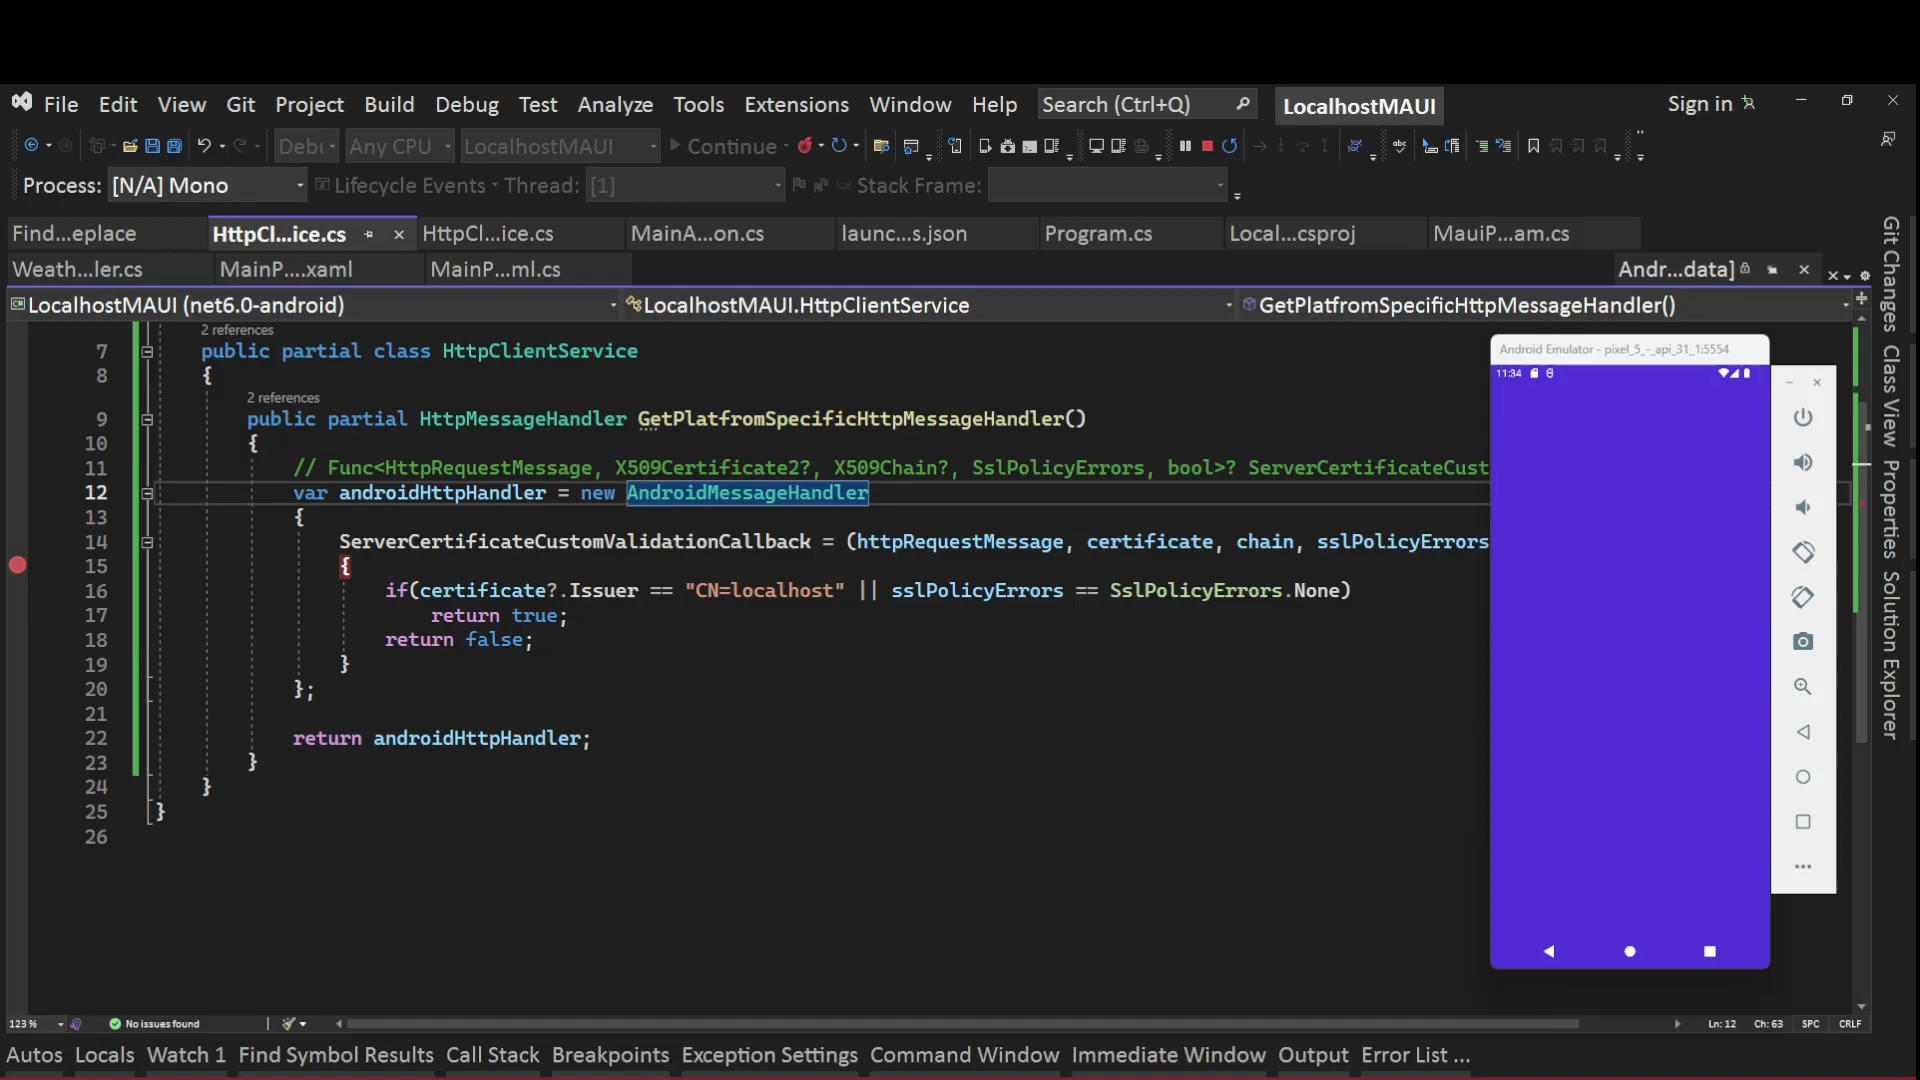 File Edit View Git Project Build Debug Test Analyze Tools Extensions Window Help Search (Ctrl+Q) LocalhostMAUI Sign in
Debu Any CPU LocalhostMAUI Continue
Process: [N/A] Mono Lifecycle Events Thread: [1] Stack Frame:
Find...eplace HttpCl...ice.cs HttpCl...ice.cs MainA...on.cs launc...s.json Program.cs Local...csproj MauiP...am.cs
Weath...ler.cs MainP....xaml MainP...ml.cs Andr...data]
LocalhostMAUI (net6.0-android) LocalhostMAUI.HttpClientService GetPlatfromSpecificHttpMessageHandler()
2 references
7 public partial class HttpClientService
8 {
2 references
9 public partial HttpMessageHandler GetPlatfromSpecificHttpMessageHandler()
10 {
11 // Func<HttpRequestMessage, X509Certificate2?, X509Chain?, SslPolicyErrors, bool>? ServerCertificateCust
12 var androidHttpHandler = new AndroidMessageHandler
13 {
14 ServerCertificateCustomValidationCallback = (httpRequestMessage, certificate, chain, sslPolicyErrors
15 {
16 if(certificate?.Issuer == "CN=localhost" || sslPolicyErrors == SslPolicyErrors.None)
17 return true;
18 return false;
19 }
20 };
21
22 return androidHttpHandler;
23 }
24 }
25 }
26
Android Emulator - pixel_5_-_api_31_1:5554
11:34
Git Changes
Class View
Properties
Solution Explorer
123 % No issues found Ln: 12 Ch: 63 SPC CRLF
Autos Locals Watch 1 Find Symbol Results Call Stack Breakpoints Exception Settings Command Window Immediate Window Output Error List ...